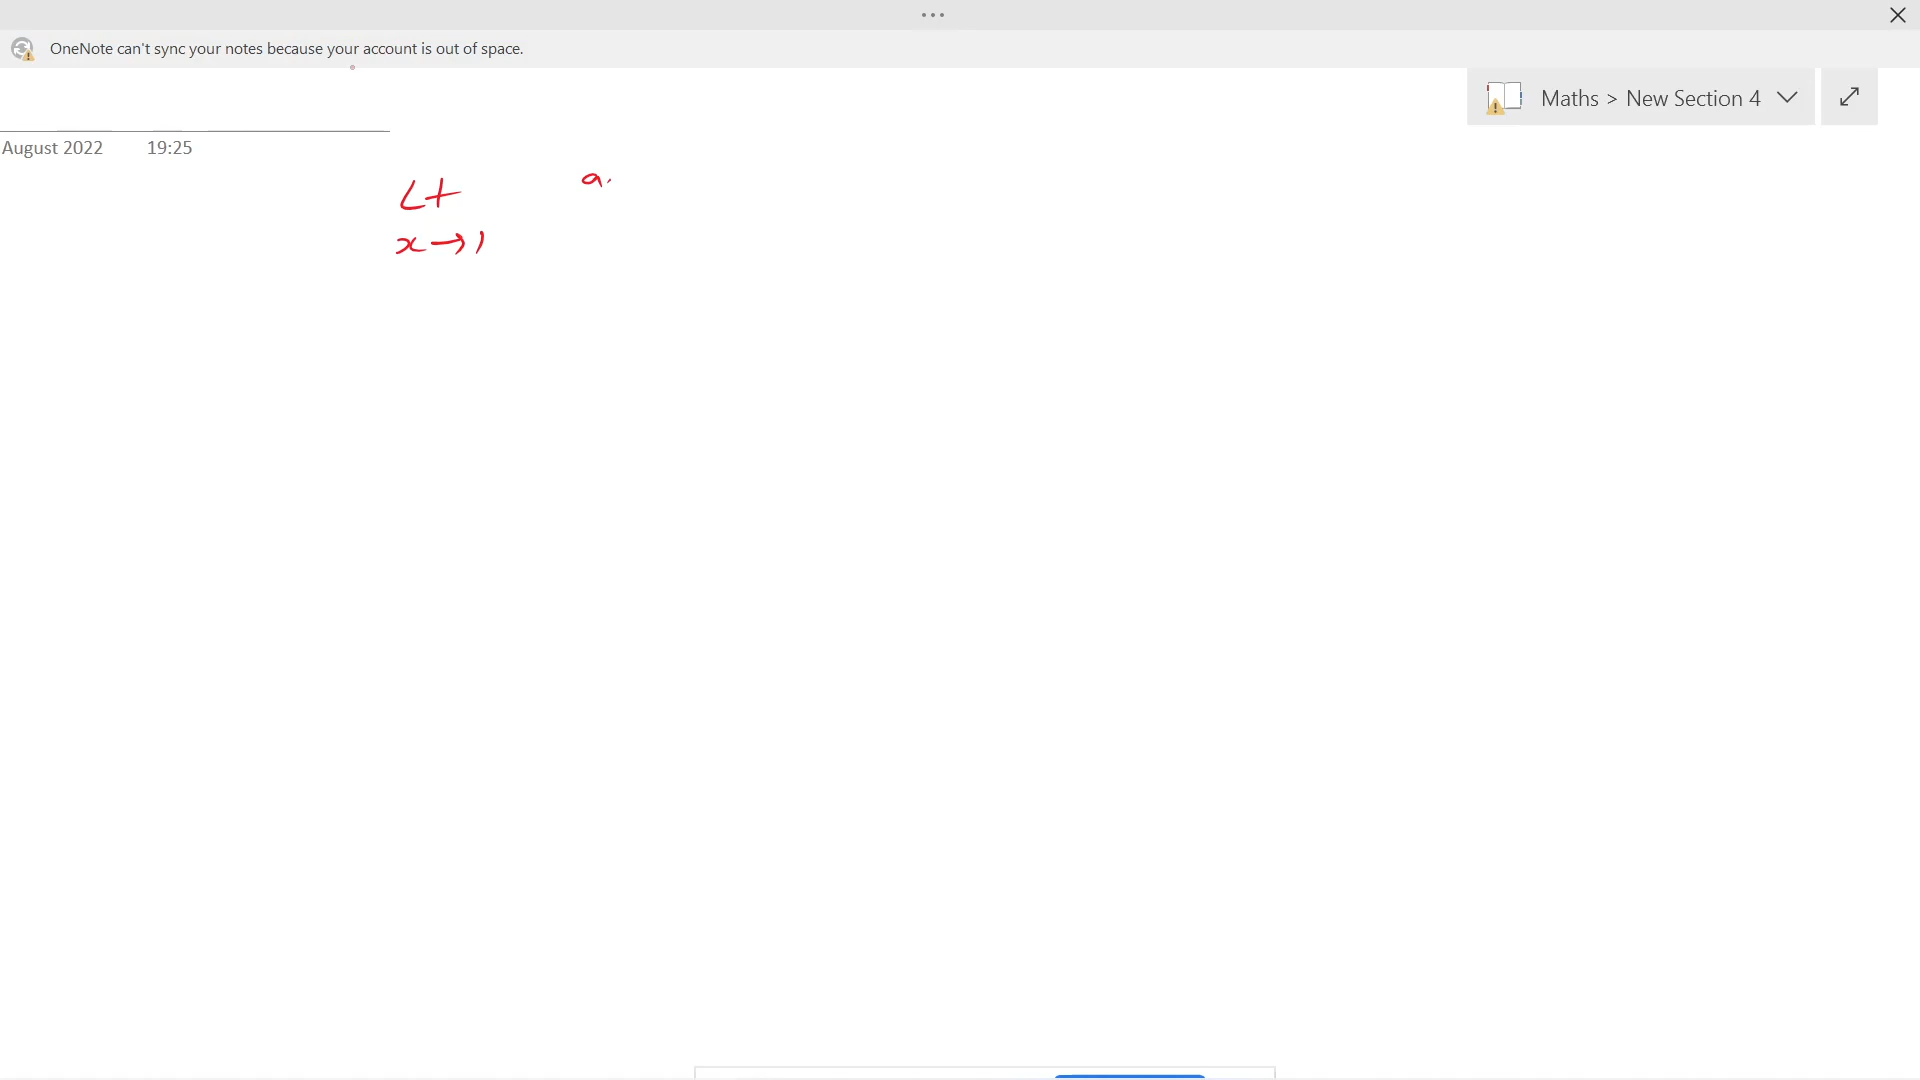 OneNote can't sync your notes because your account is out of space.
Maths > New Section 4
August 2022 19:25
Lt a.
x→1